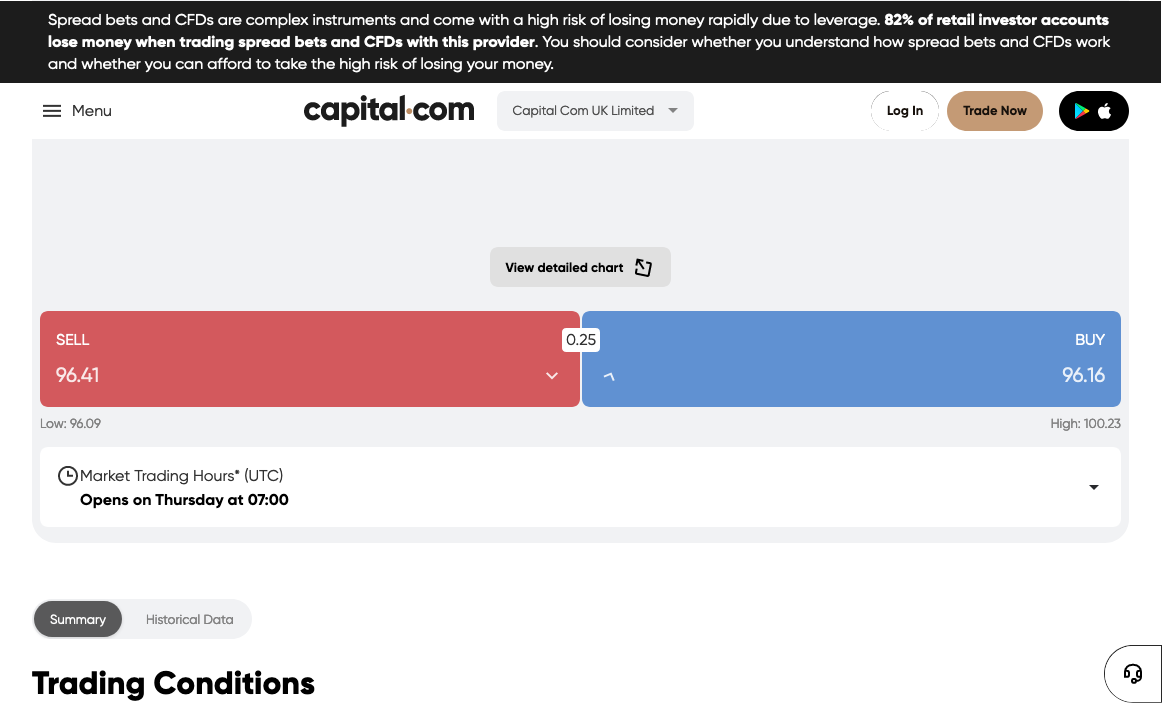 Spread bets and CFDs are complex instruments and come with a high risk of losing money rapidly due to leverage. 82% of retail investor accounts
lose money when trading spread bets and CFDs with this provider. You should consider whether you understand how spread bets and CFDs work
and whether you can afford to take the high risk of losing your money.
Menu
capital.com
Capital Com UK Limited
Log In
Trade Now
View detailed chart
SELL
0.25
BUY
96.41
96.16
Low: 96.09
High: 100.23
Market Trading Hours* (UTC)
Opens on Thursday at 07:00
Summary
Historical Data
Trading Conditions